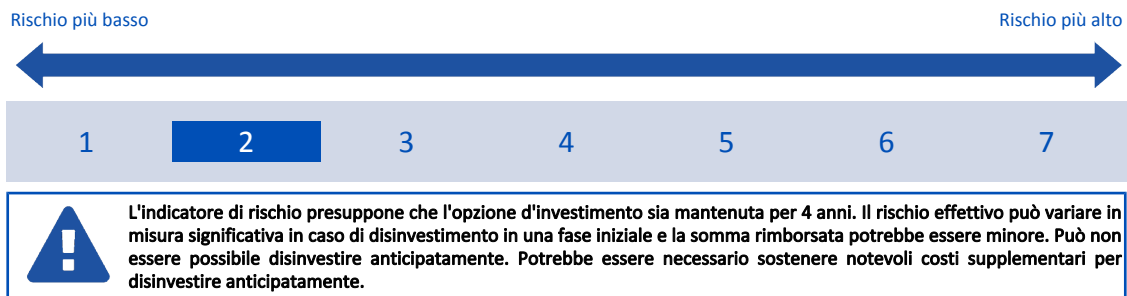 Rischio più basso Rischio più alto
1 2 3 4 5 6 7
L'indicatore di rischio presuppone che l'opzione d'investimento sia mantenuta per 4 anni. Il rischio effettivo può variare in
misura significativa in caso di disinvestimento in una fase iniziale e la somma rimborsata potrebbe essere minore. Può non
essere possibile disinvestire anticipatamente. Potrebbe essere necessario sostenere notevoli costi supplementari per
disinvestire anticipatamente.